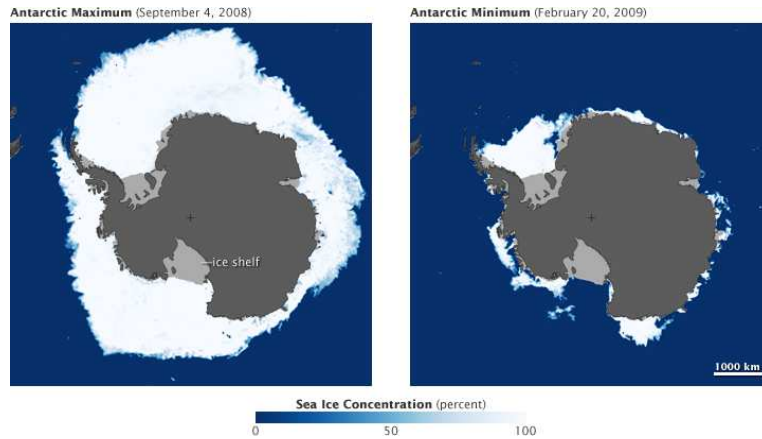 Antarctic Maximum (September 4, 2008)
Antarctic Minimum (February 20, 2009)
ice shelf
1000 km
Sea Ice Concentration (percent)
0 50 100